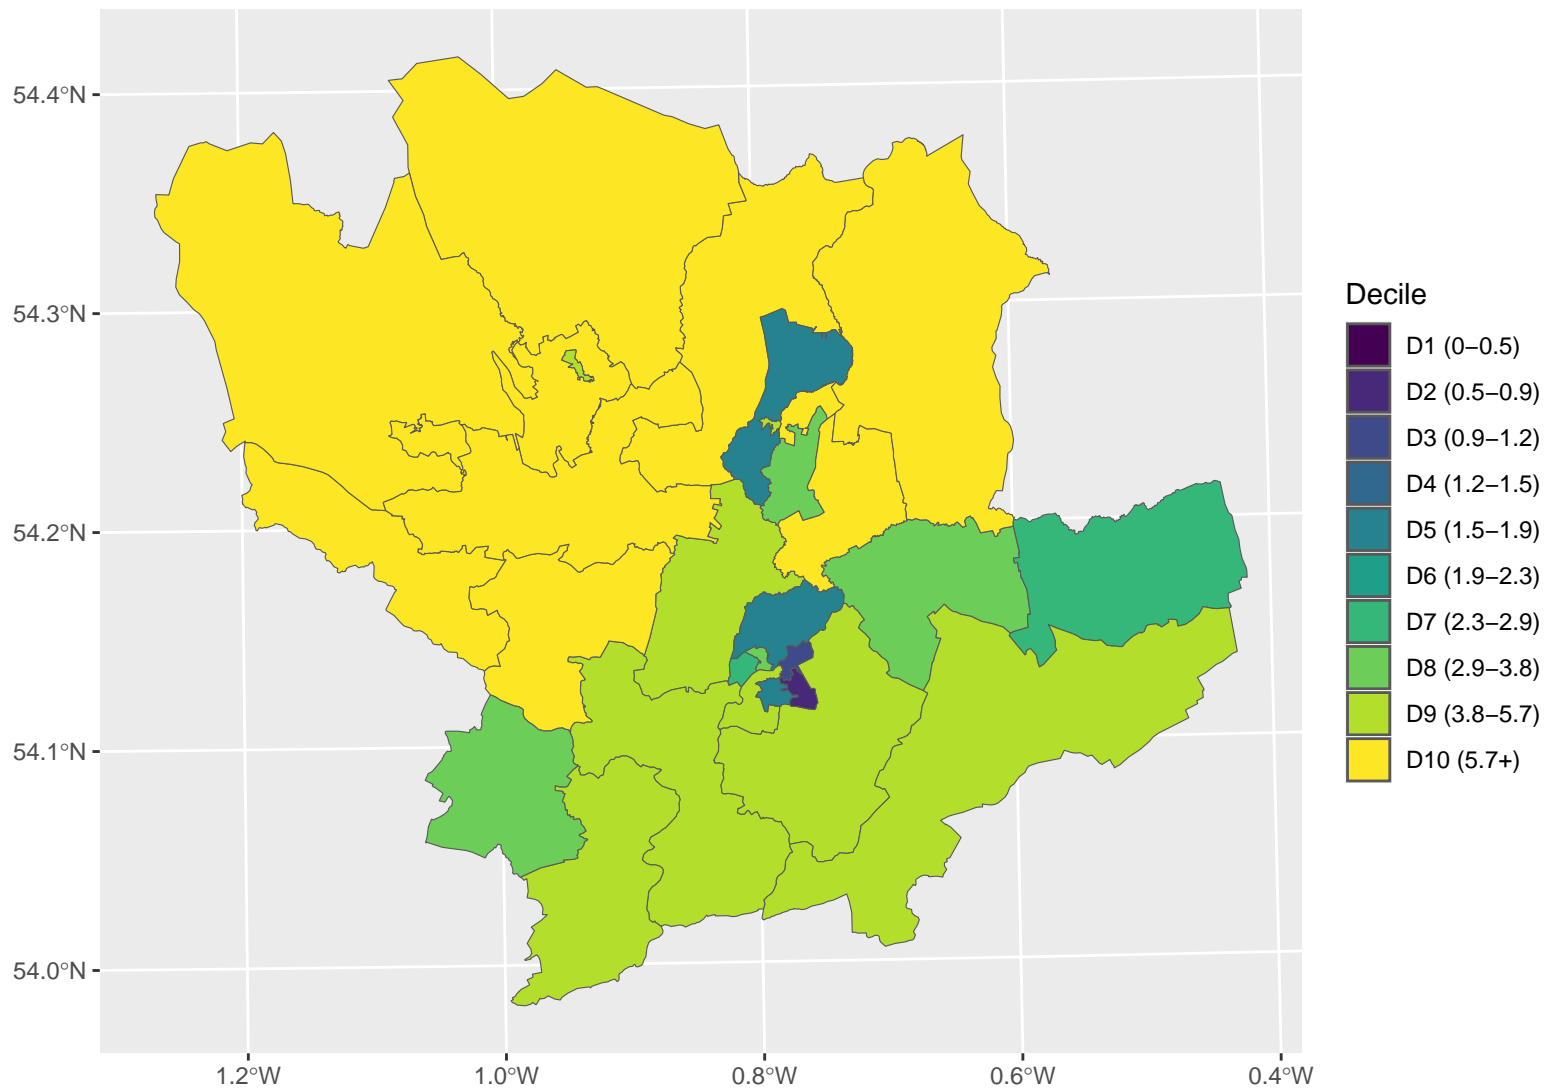 54.4°N
54.3°N
54.2°N
54.1°N
54.0°N
1.2°W
1.0°W
0.8°W
0.6°W
0.4°W
Decile
D1 (0−0.5)
D2 (0.5−0.9)
D3 (0.9−1.2)
D4 (1.2−1.5)
D5 (1.5−1.9)
D6 (1.9−2.3)
D7 (2.3−2.9)
D8 (2.9−3.8)
D9 (3.8−5.7)
D10 (5.7+)